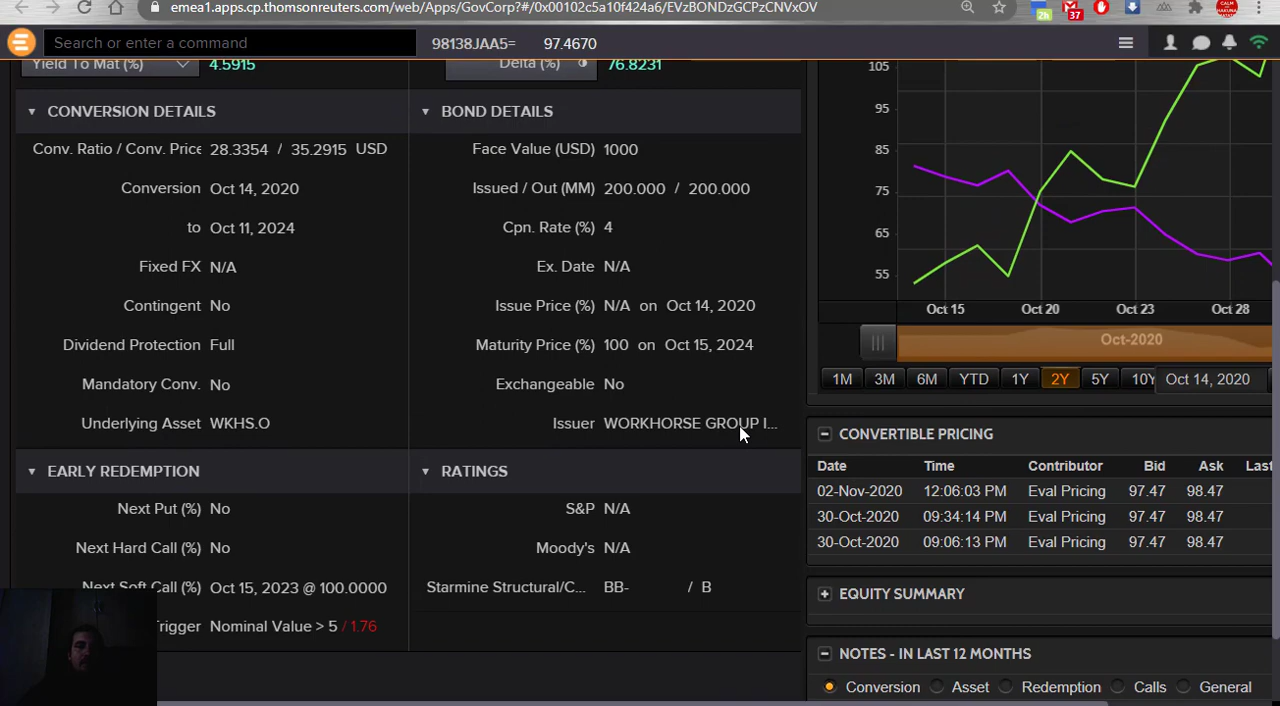 emea1.apps.cp.thomsonreuters.com/web/Apps/GovCorp?#/0x00102c5a10f424a6/EVzBONDzGCPzCNVxOV
2h 37
Search or enter a command 98138JAA5= 97.4670
Yield To Mat (%) 4.5915 Delta (%) 76.8231
CONVERSION DETAILS
Conv. Ratio / Conv. Price 28.3354 / 35.2915 USD
Conversion Oct 14, 2020
to Oct 11, 2024
Fixed FX N/A
Contingent No
Dividend Protection Full
Mandatory Conv. No
Underlying Asset WKHS.O
BOND DETAILS
Face Value (USD) 1000
Issued / Out (MM) 200.000 / 200.000
Cpn. Rate (%) 4
Ex. Date N/A
Issue Price (%) N/A on Oct 14, 2020
Maturity Price (%) 100 on Oct 15, 2024
Exchangeable No
Issuer WORKHORSE GROUP I...
EARLY REDEMPTION
Next Put (%) No
Next Hard Call (%) No
Next Soft Call (%) Oct 15, 2023 @ 100.0000
Trigger Nominal Value > 5 / 1.76
RATINGS
S&P N/A
Moody's N/A
Starmine Structural/C... BB- / B
105
95
85
75
65
55
Oct 15 Oct 20 Oct 23 Oct 28
Oct-2020
1M 3M 6M YTD 1Y 2Y 5Y 10Y Oct 14, 2020
CONVERTIBLE PRICING
Date Time Contributor Bid Ask Last
02-Nov-2020 12:06:03 PM Eval Pricing 97.47 98.47
30-Oct-2020 09:34:14 PM Eval Pricing 97.47 98.47
30-Oct-2020 09:06:13 PM Eval Pricing 97.47 98.47
EQUITY SUMMARY
NOTES - IN LAST 12 MONTHS
Conversion Asset Redemption Calls General